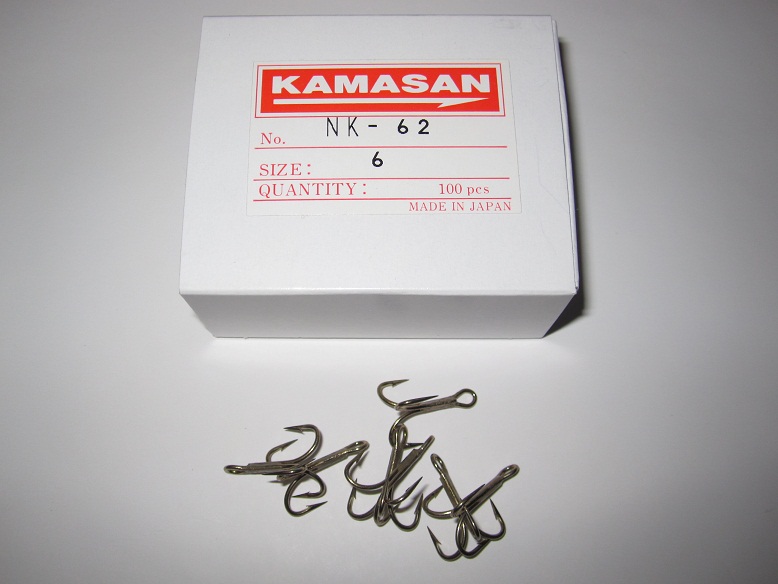 KAMASAN
No. NK-62
SIZE: 6
QUANTITY: 100 pcs
MADE IN JAPAN